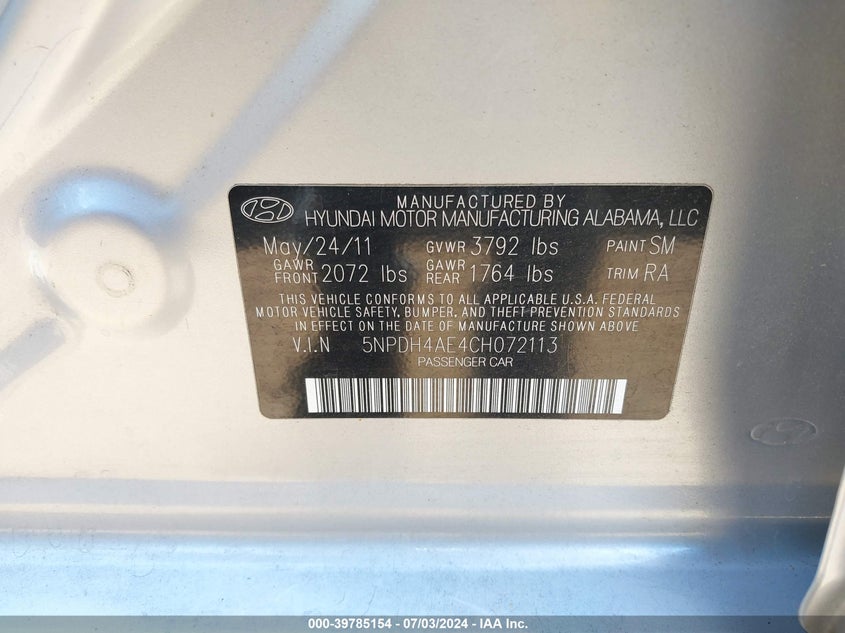 MANUFACTURED BY
HYUNDAI MOTOR MANUFACTURING ALABAMA, LLC
May/24/11 GVWR 3792 lbs PAINT SM
GAWR FRONT 2072 lbs GAWR REAR 1764 lbs TRIM RA
THIS VEHICLE CONFORMS TO ALL APPLICABLE U.S.A. FEDERAL
MOTOR VEHICLE SAFETY, BUMPER, AND THEFT PREVENTION STANDARDS
IN EFFECT ON THE DATE OF MANUFACTURE SHOWN ABOVE
V.I.N 5NPDH4AE4CH072113
PASSENGER CAR
000-39785154 - 07/03/2024 - IAA Inc.